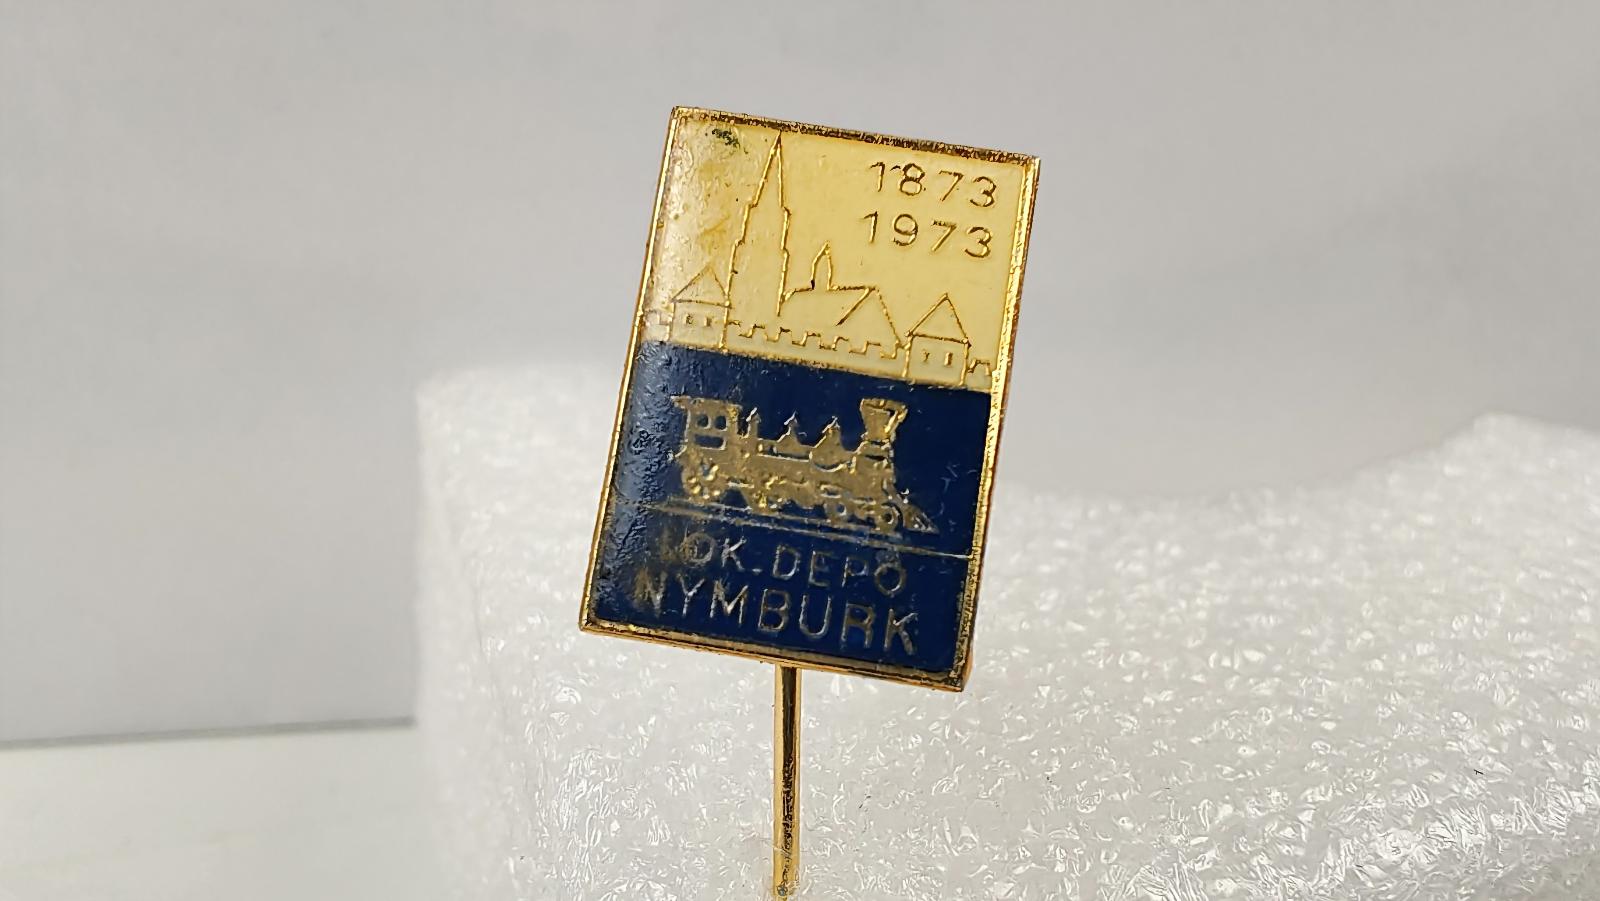 1873
1973
LOK. DEPO
NYMBURK